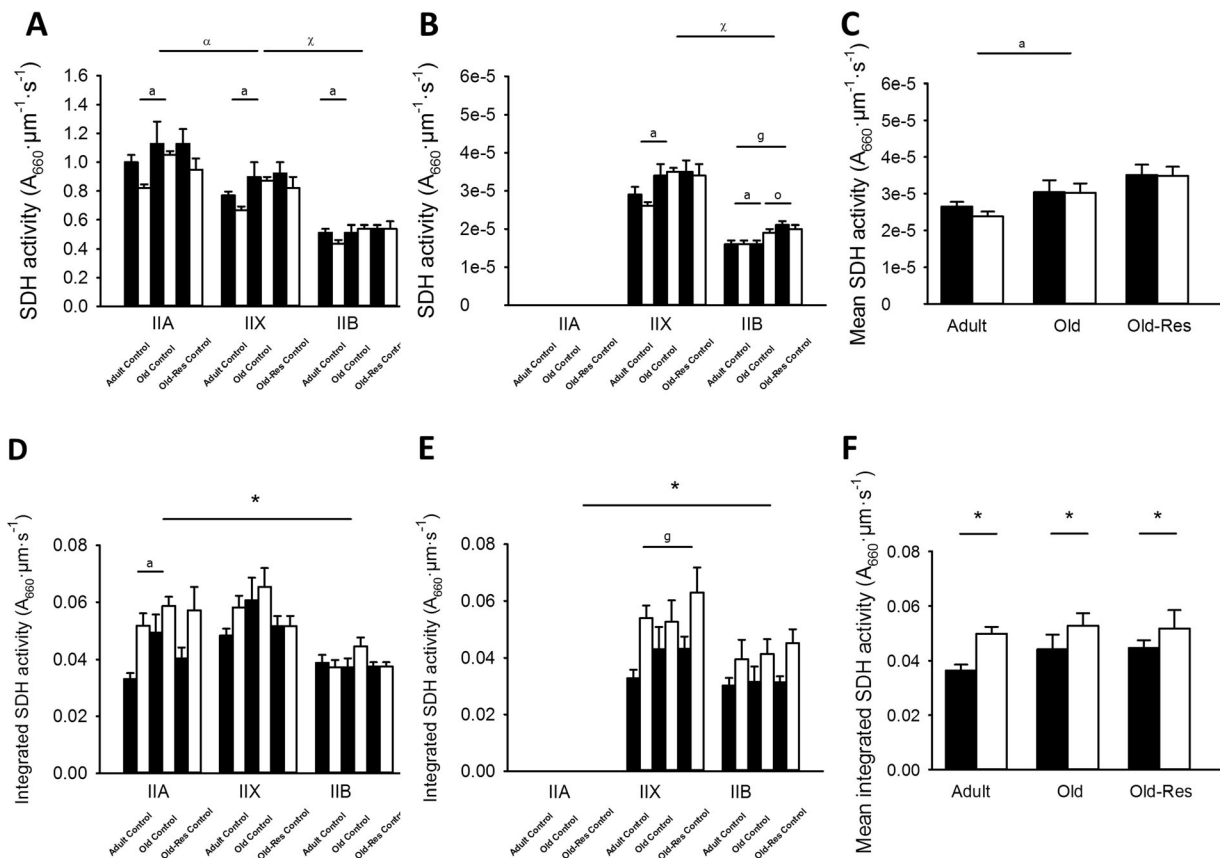 A
α
χ
SDH activity (A660·µm-1·s-1)
1.6
1.4
1.2
1.0
0.8
0.6
0.4
0.2
0.0
a
a
a
IIA
IIX
IIB
Adult Control
Old Control
Old-Res Control
Adult Control
Old Control
Old-Res Control
Adult Control
Old Control
Old-Res Contro
B
χ
SDH activity (A660·µm-1·s-1)
6e-5
5e-5
4e-5
3e-5
2e-5
1e-5
0
a
g
a
o
IIA
IIX
IIB
Adult Control
Old Control
Old-Res Control
Adult Control
Old Control
Old-Res Control
Adult Control
Old Control
Old-Res Control
C
a
Mean SDH activity (A660·µm-1·s-1)
6e-5
5e-5
4e-5
3e-5
2e-5
1e-5
0
Adult
Old
Old-Res
D
*
Integrated SDH activity (A660·µm·s-1)
0.08
0.06
0.04
0.02
0.00
a
IIA
IIX
IIB
Adult Control
Old Control
Old-Res Control
Adult Control
Old Control
Old-Res Control
Adult Control
Old Control
Old-Res Control
E
*
Integrated SDH activity (A660·µm·s-1)
0.08
0.06
0.04
0.02
0.00
g
IIA
IIX
IIB
Adult Control
Old Control
Old-Res Control
Adult Control
Old Control
Old-Res Control
Adult Control
Old Control
Old-Res Control
F
*
*
*
Mean integrated SDH activity (A660·µm·s-1)
0.08
0.06
0.04
0.02
0.00
Adult
Old
Old-Res